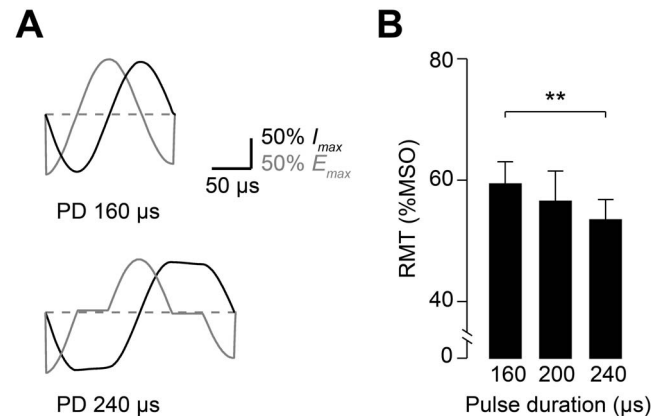 A
50% Imax
50% Emax
50 µs
PD 160 µs
PD 240 µs
B
80
**
60
40
0
RMT (%MSO)
160 200 240
Pulse duration (µs)